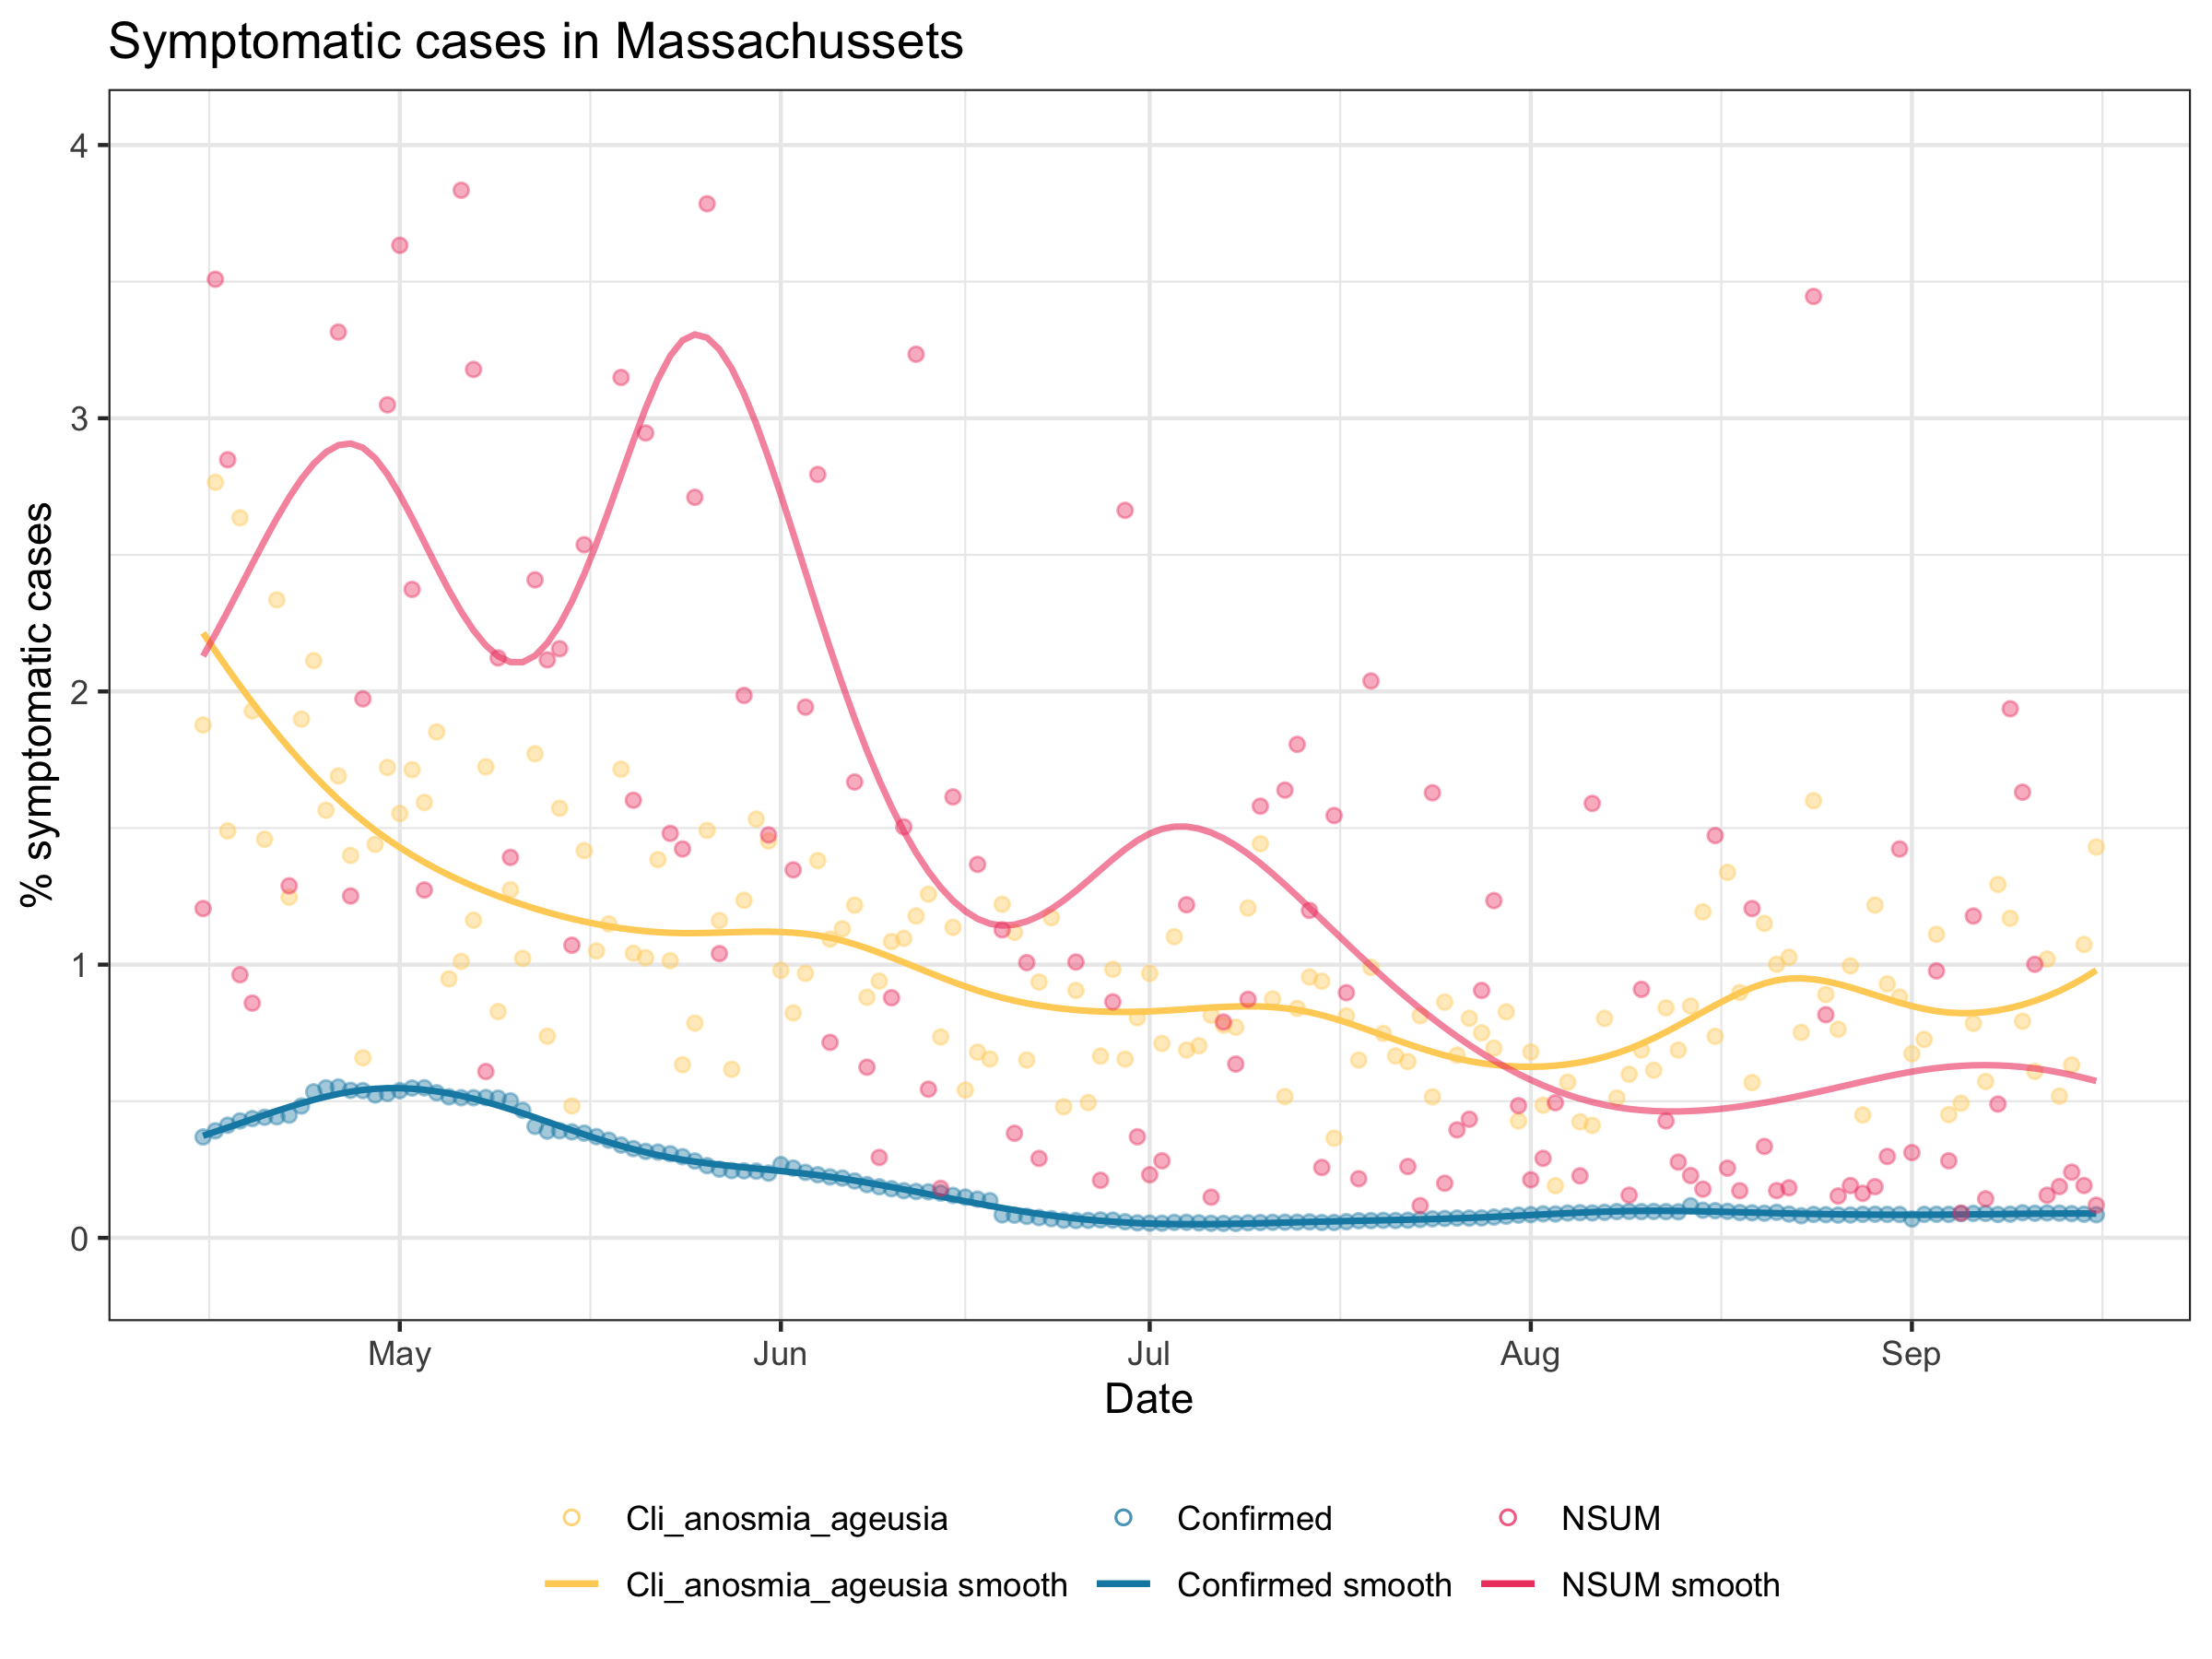 Symptomatic cases in Massachussets
% symptomatic cases
4
3
2
1
0
May Jun Jul Aug Sep
Date
Cli_anosmia_ageusia Confirmed NSUM
Cli_anosmia_ageusia smooth Confirmed smooth NSUM smooth